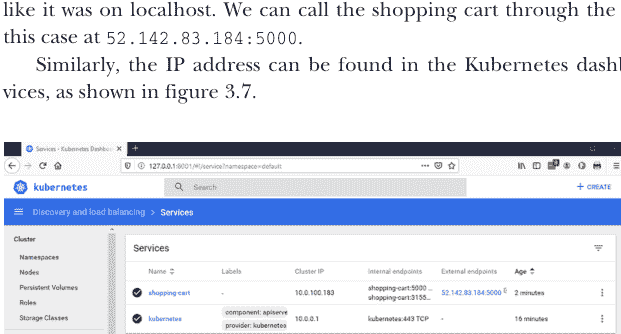 like it was on localhost. We can call the shopping cart through the
this case at 52.142.83.184:5000.
Similarly, the IP address can be found in the Kubernetes dashb
vices, as shown in figure 3.7.
Services - Kubernetes Dashbo × +
127.0.0.1:8001/#!/service?namespace=default
kubernetes Search + CREATE
Discovery and load balancing > Services
Cluster
Namespaces
Nodes
Persistent Volumes
Roles
Storage Classes
Services
Name Labels Cluster IP Internal endpoints External endpoints Age
shopping-cart - 10.0.100.183 shopping-cart:5000 ... 52.142.83.184:5000 2 minutes
shopping-cart:3155...
kubernetes component: apiserve 10.0.0.1 kubernetes:443 TCP - 16 minutes
provider: kubernetes